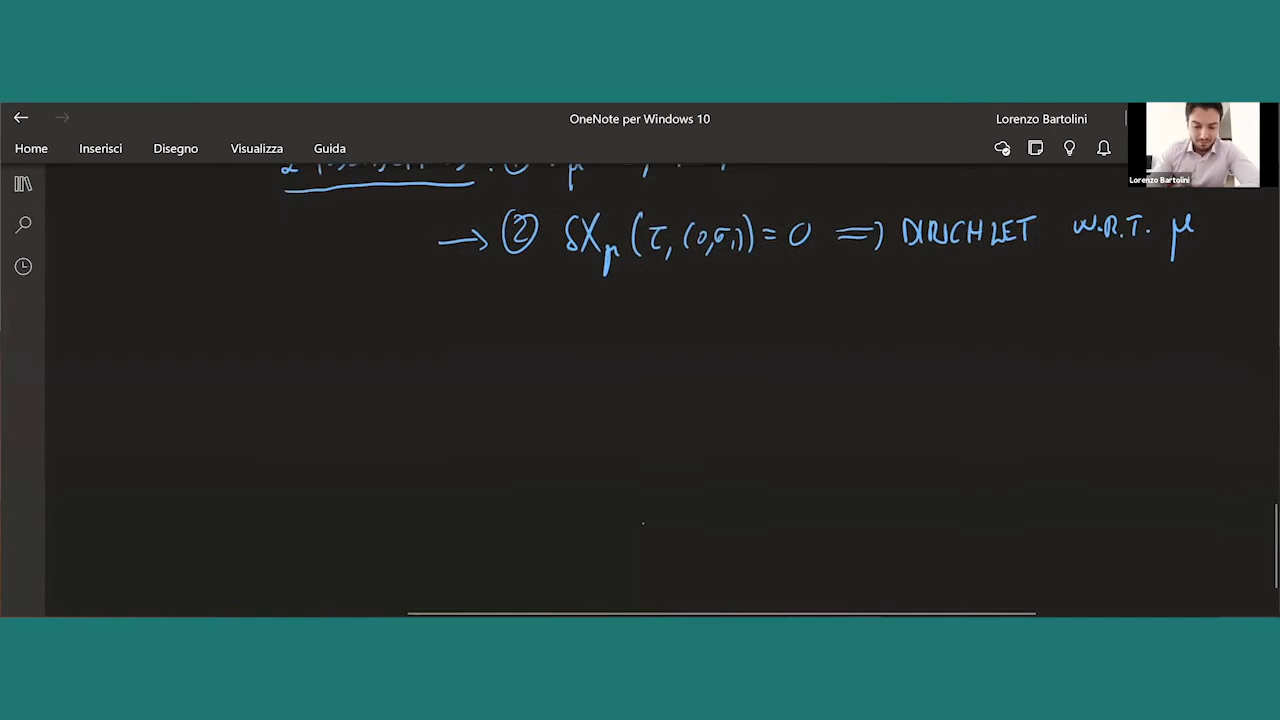 OneNote per Windows 10
Lorenzo Bartolini
Home Inserisci Disegno Visualizza Guida
Lorenzo Bartolini
→ ② δX_μ (τ, (0,σ_1)) = 0 ⇒ DIRICHLET W.R.T. μ